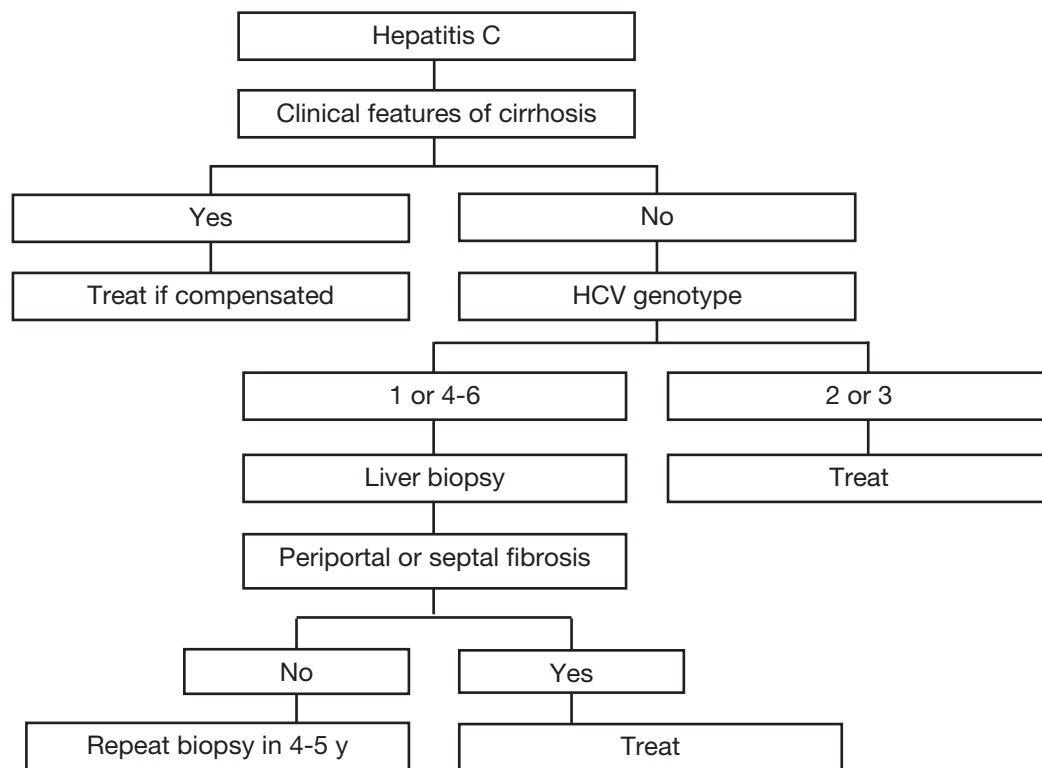 Hepatitis C
Clinical features of cirrhosis
Yes
No
Treat if compensated
HCV genotype
1 or 4-6
2 or 3
Liver biopsy
Treat
Periportal or septal fibrosis
No
Yes
Repeat biopsy in 4-5 y
Treat